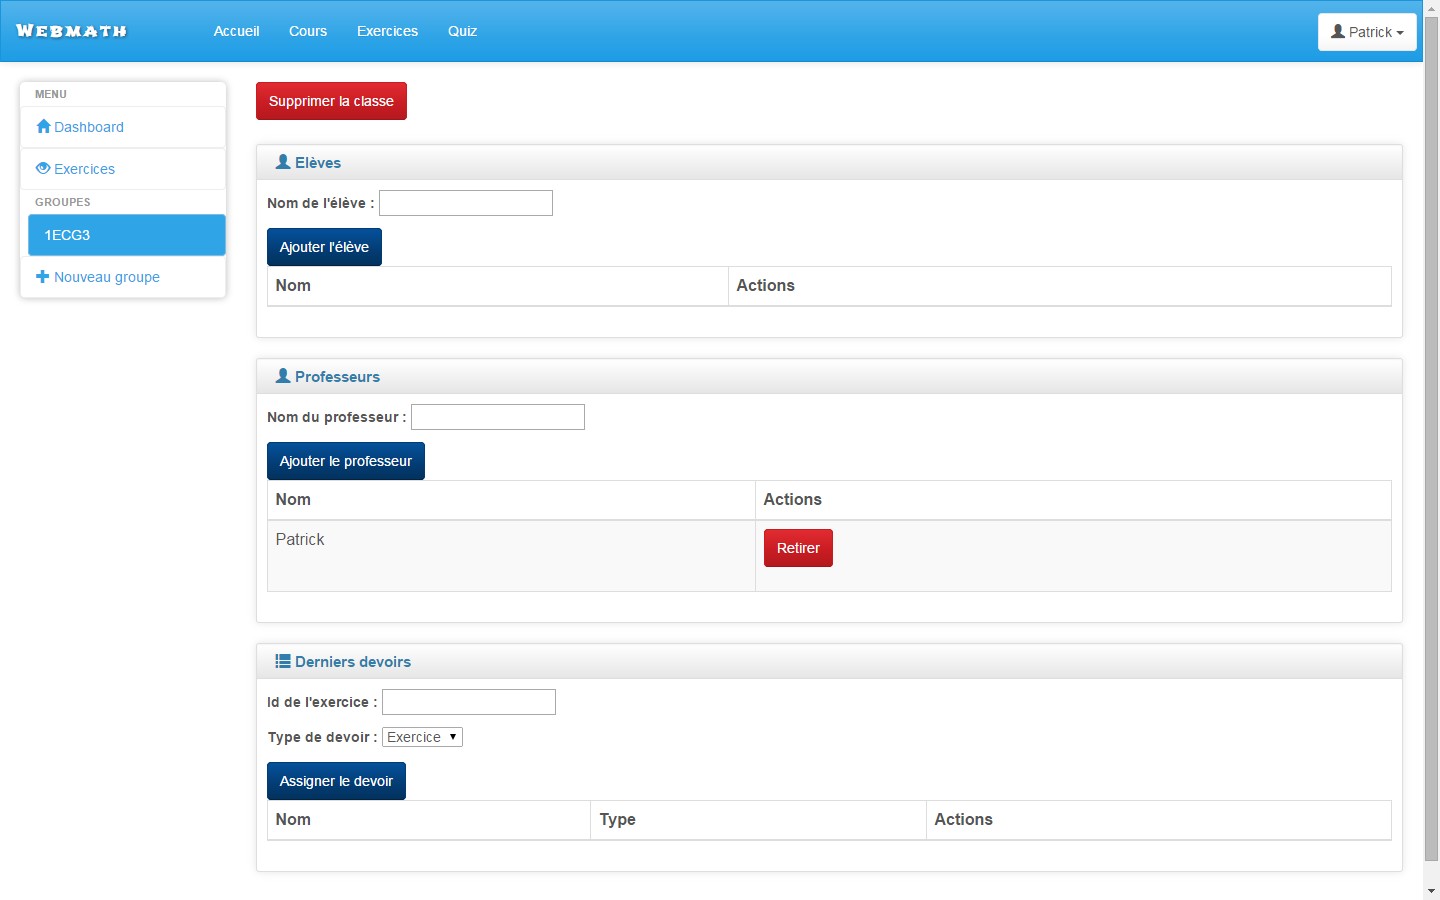 WEBMATH Accueil Cours Exercices Quiz Patrick
MENU
Dashboard
Exercices
GROUPES
1ECG3
Nouveau groupe
Supprimer la classe
Elèves
Nom de l'élève :
Ajouter l'élève
Nom Actions
Professeurs
Nom du professeur :
Ajouter le professeur
Nom Actions
Patrick Retirer
Derniers devoirs
Id de l'exercice :
Type de devoir : Exercice
Assigner le devoir
Nom Type Actions